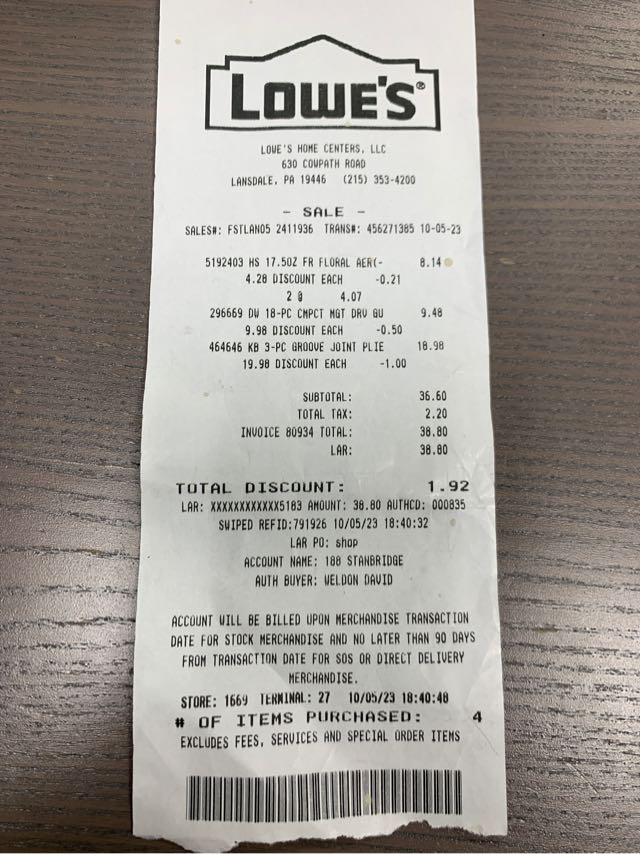 LOWE'S®
LOWE'S HOME CENTERS, LLC
630 COWPATH ROAD
LANSDALE, PA 19446 (215) 353-4200
- SALE -
SALES#: FSTLAN05 2411936 TRANS#: 456271385 10-05-23
5192403 HS 17.5OZ FR FLORAL AER(- 8.14
4.28 DISCOUNT EACH -0.21
2 @ 4.07
296669 DW 18-PC CMPCT MGT DRV GU 9.48
9.98 DISCOUNT EACH -0.50
464646 KB 3-PC GROOVE JOINT PLIE 18.98
19.98 DISCOUNT EACH -1.00
SUBTOTAL: 36.60
TOTAL TAX: 2.20
INVOICE 80934 TOTAL: 38.80
LAR: 38.80
TOTAL DISCOUNT: 1.92
LAR: XXXXXXXXXXXX5183 AMOUNT: 38.80 AUTHCD: 000835
SWIPED REFID:791926 10/05/23 18:40:32
LAR PO: shop
ACCOUNT NAME: 188 STANBRIDGE
AUTH BUYER: WELDON DAVID
ACCOUNT WILL BE BILLED UPON MERCHANDISE TRANSACTION
DATE FOR STOCK MERCHANDISE AND NO LATER THAN 90 DAYS
FROM TRANSACTION DATE FOR SOS OR DIRECT DELIVERY
MERCHANDISE.
STORE: 1669 TERMINAL: 27 10/05/23 18:40:48
# OF ITEMS PURCHASED: 4
EXCLUDES FEES, SERVICES AND SPECIAL ORDER ITEMS